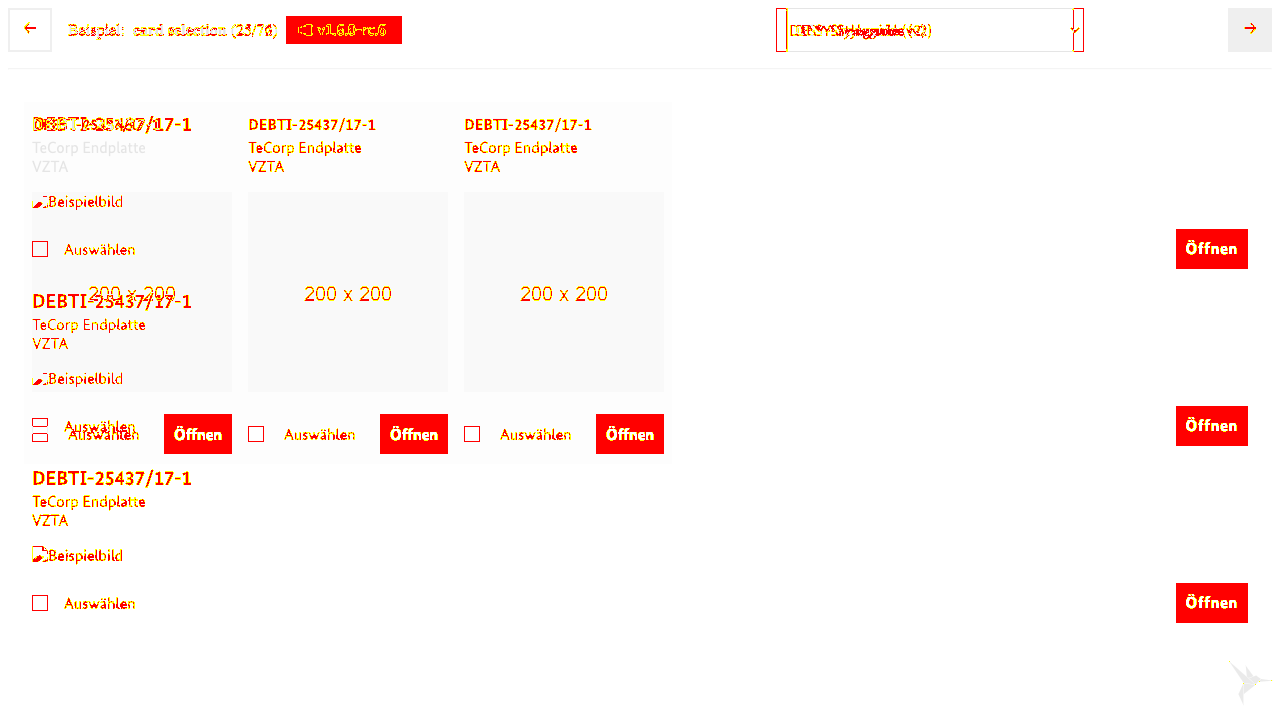 Beispiel: card selection (25/76) v1.6.0-rc.6
DEBTI-25437/17-1 DEBTI-25437/17-1 DEBTI-25437/17-1
TeCorp Endplatte TeCorp Endplatte TeCorp Endplatte
VZTA VZTA VZTA
Beispielbild
Auswählen Öffnen
200 x 200 200 x 200 200 x 200
DEBTI-25437/17-1
TeCorp Endplatte
VZTA
Beispielbild
Auswählen Öffnen
Auswählen Öffnen Auswählen Öffnen Auswählen Öffnen
DEBTI-25437/17-1
TeCorp Endplatte
VZTA
Beispielbild
Auswählen Öffnen